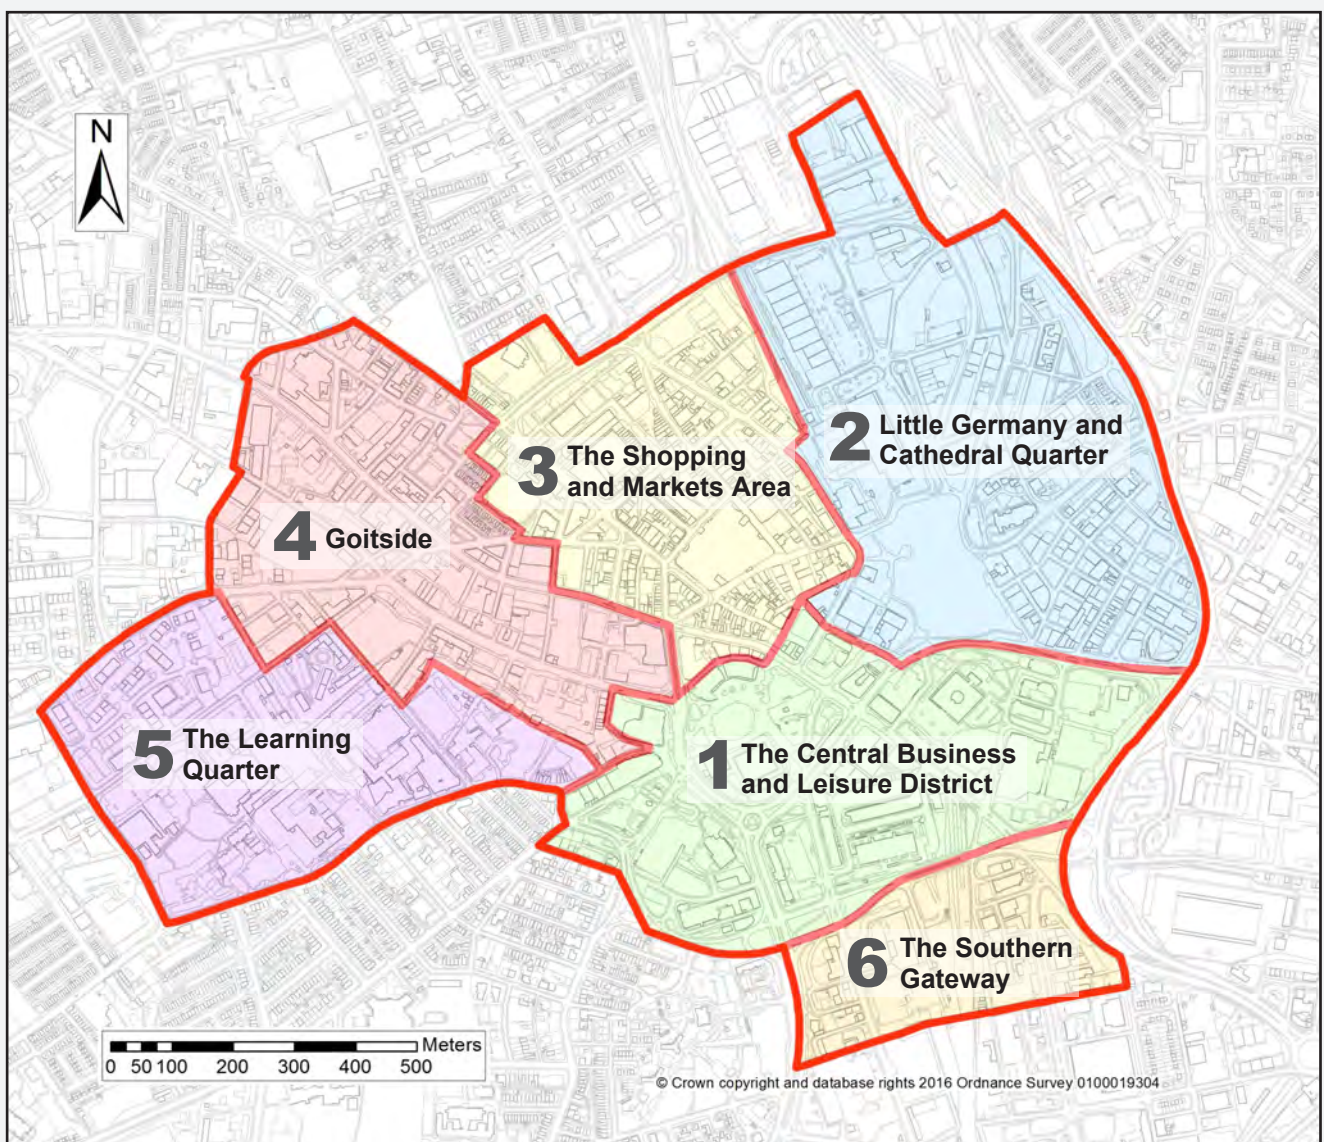 N
2 Little Germany and
Cathedral Quarter
3 The Shopping
and Markets Area
4 Goitside
5 The Learning
Quarter
1 The Central Business
and Leisure District
6 The Southern
Gateway
Meters
0 50 100 200 300 400 500
© Crown copyright and database rights 2016 Ordnance Survey 0100019304